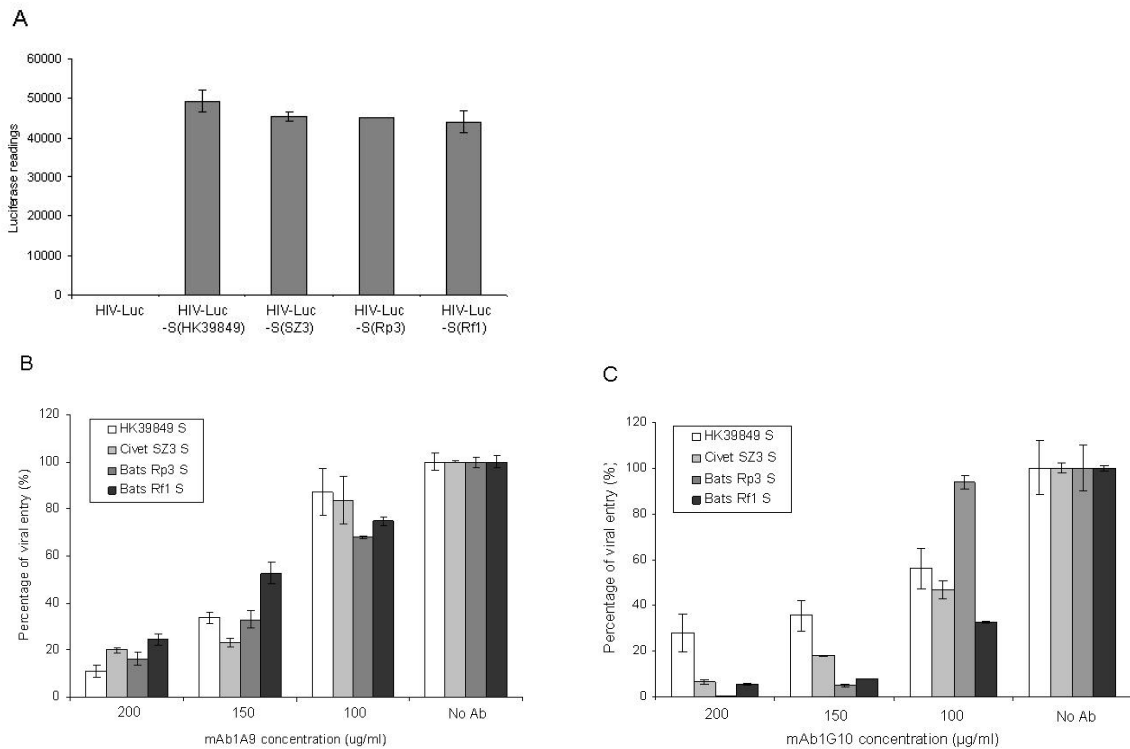 A
60000
50000
40000
30000
20000
10000
0
Luciferase readings
HIV-Luc
HIV-Luc
-S(HK39849)
HIV-Luc
-S(SZ3)
HIV-Luc
-S(Rp3)
HIV-Luc
-S(Rf1)
B
120
100
80
60
40
20
0
Percentage of viral entry (%)
HK39849 S
Civet SZ3 S
Bats Rp3 S
Bats Rf1 S
200
150
100
No Ab
mAb1A9 concentration (ug/ml)
C
120
100
80
60
40
20
0
Percentage of viral entry (%)
HK39849 S
Civet SZ3 S
Bats Rp3 S
Bats Rf1 S
200
150
100
No Ab
mAb1G10 concentration (µg/ml)